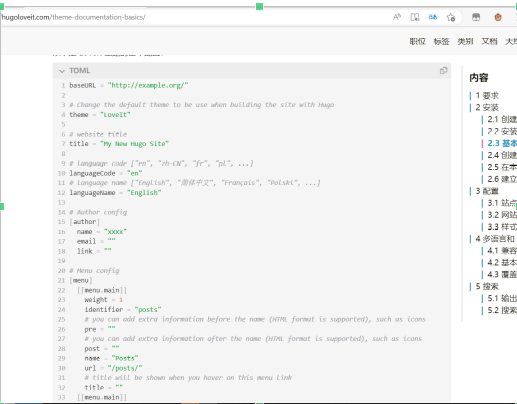 hugoloveit.com/theme-documentation-basics/
职位 标签 类别 文档
TOML
1 baseURL = "http://example.org/"
2
3 # Change the default theme to be use when building the site with Hugo
4 theme = "LoveIt"
5
6 # website title
7 title = "My New Hugo Site"
8
9 # language code ["en", "zh-CN", "fr", "pl", ...]
10 languageCode = "en"
11 # language name ["English", "简体中文", "Français", "Polski", ...]
12 languageName = "English"
13
14 # Author config
15 [author]
16 name = "xxxx"
17 email = ""
18 link = ""
19
20 # Menu config
21 [menu]
22 [[menu.main]]
23 weight = 1
24 identifier = "posts"
25 # you can add extra information before the name (HTML format is supported), such as icons
26 pre = ""
27 # you can add extra information after the name (HTML format is supported), such as icons
28 post = ""
29 name = "Posts"
30 url = "/posts/"
31 # title will be shown when you hover on this menu link
32 title = ""
33 [[menu.main]]
内容
1 要求
2 安装
2.1 创建
2.2 安装
2.3 基本
2.4 创建
2.5 在本
2.6 建立
3 配置
3.1 站点
3.2 网站
3.3 样式
4 多语言和
4.1 兼容
4.2 基本
4.3 覆盖
5 搜索
5.1 输出
5.2 搜索